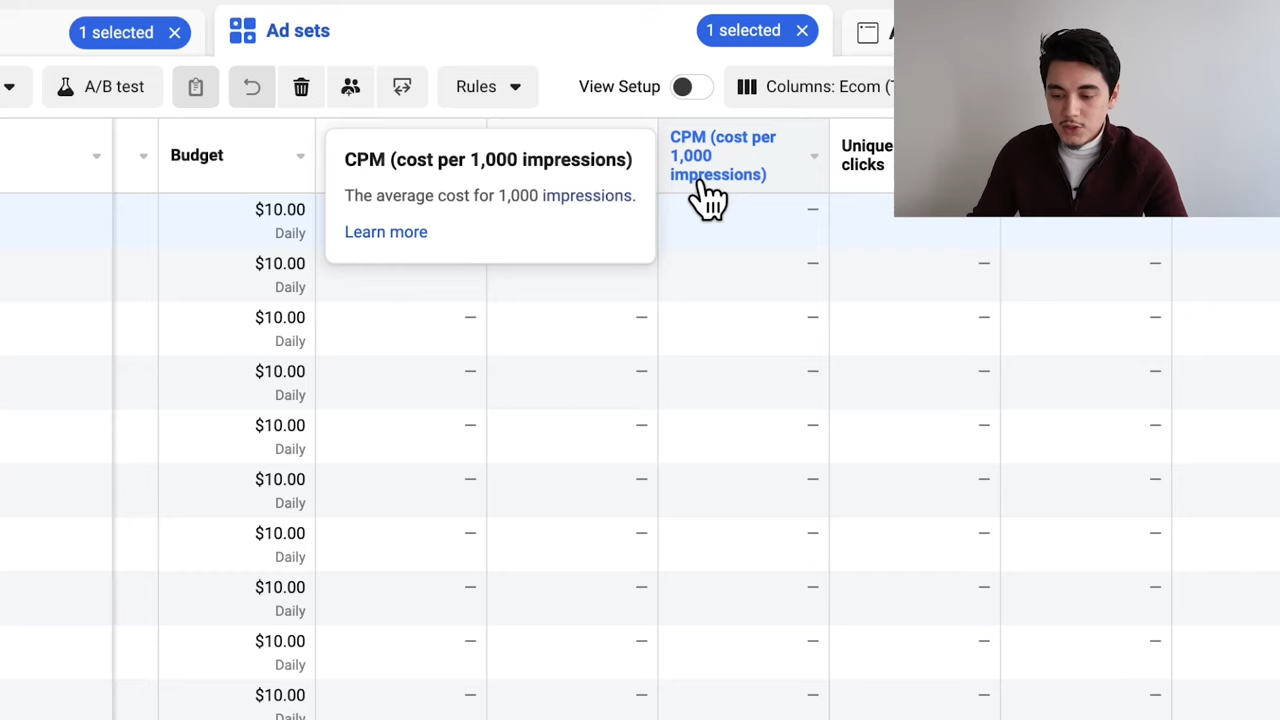 1 selected
Ad sets
1 selected
A/B test
Rules
View Setup
Columns: Ecom (
Budget
CPM (cost per
1,000
impressions)
Unique
clicks
CPM (cost per 1,000 impressions)
The average cost for 1,000 impressions.
Learn more
$10.00
Daily
–
$10.00
Daily
– – –
$10.00
Daily
– – – – –
$10.00
Daily
– – – – –
$10.00
Daily
– – – – –
$10.00
Daily
– – – – –
$10.00
Daily
– – – – –
$10.00
Daily
– – – – –
$10.00
Daily
– – – – –
$10.00
Daily
– – – – –